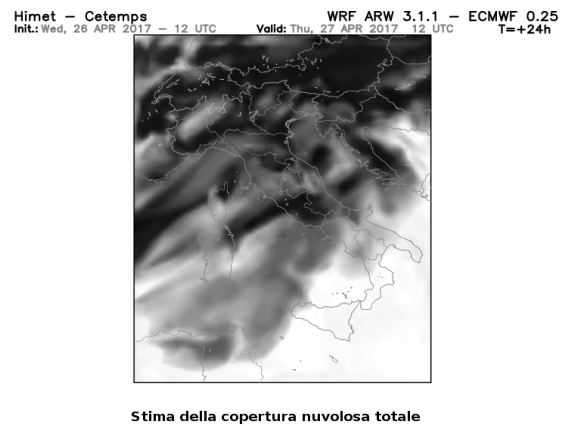 Himet – Cetemps WRF ARW 3.1.1 – ECMWF 0.25
Init.: Wed, 26 APR 2017 – 12 UTC Valid: Thu, 27 APR 2017 12 UTC T=+24h
Stima della copertura nuvolosa totale